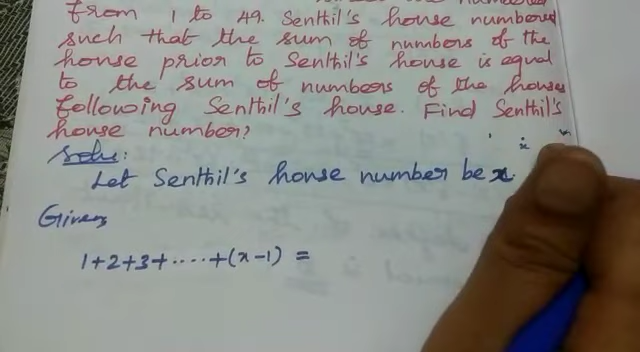 from 1 to 49. Senthil's house numbered
such that the sum of numbers of the
house prior to Senthil's house is equal
to the sum of numbers of the houses
following Senthil's house. Find Senthil's
house number?
Soln:
Let Senthil's house number be x.
Given
1+2+3+.....+(x-1) =